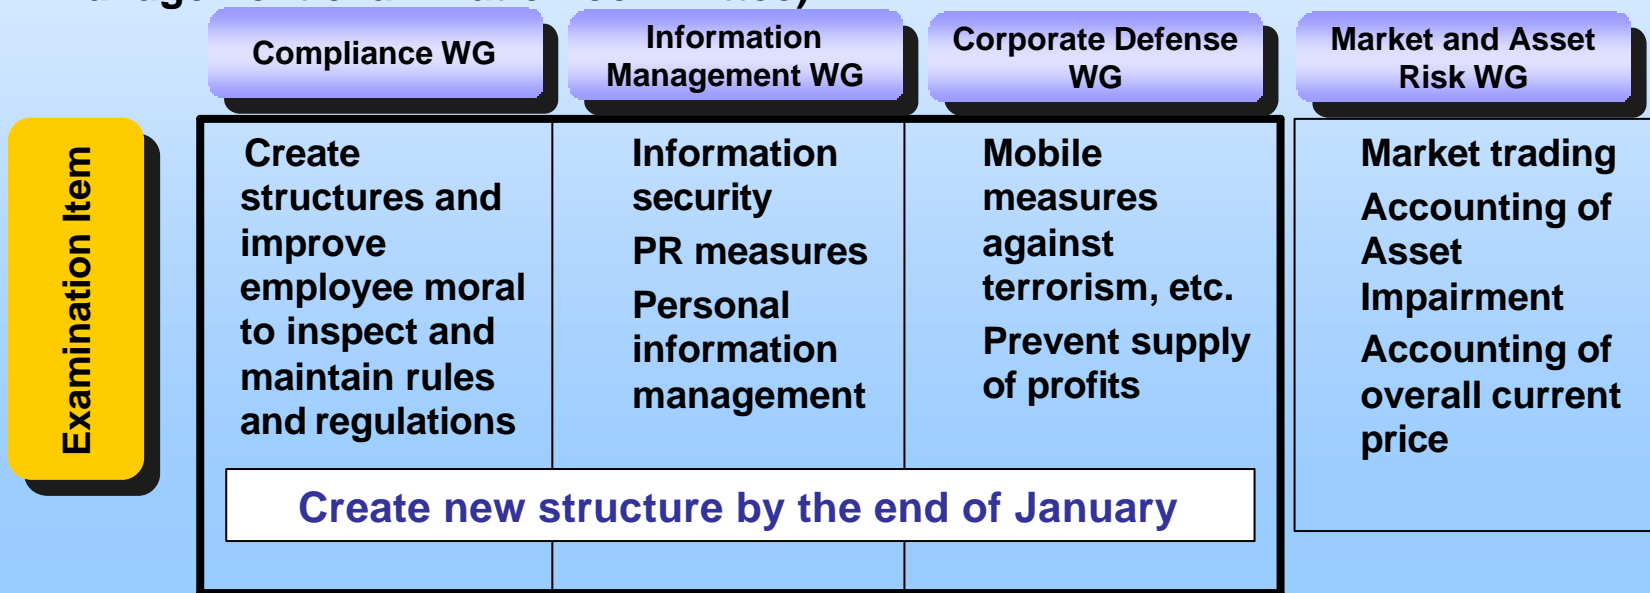 Compliance WG
Information
Management WG
Corporate Defense
WG
Market and Asset
Risk WG
Examination Item
Create
structures and
improve
employee moral
to inspect and
maintain rules
and regulations
Information
security
PR measures
Personal
information
management
Mobile
measures
against
terrorism, etc.
Prevent supply
of profits
Market trading
Accounting of
Asset
Impairment
Accounting of
overall current
price
Create new structure by the end of January